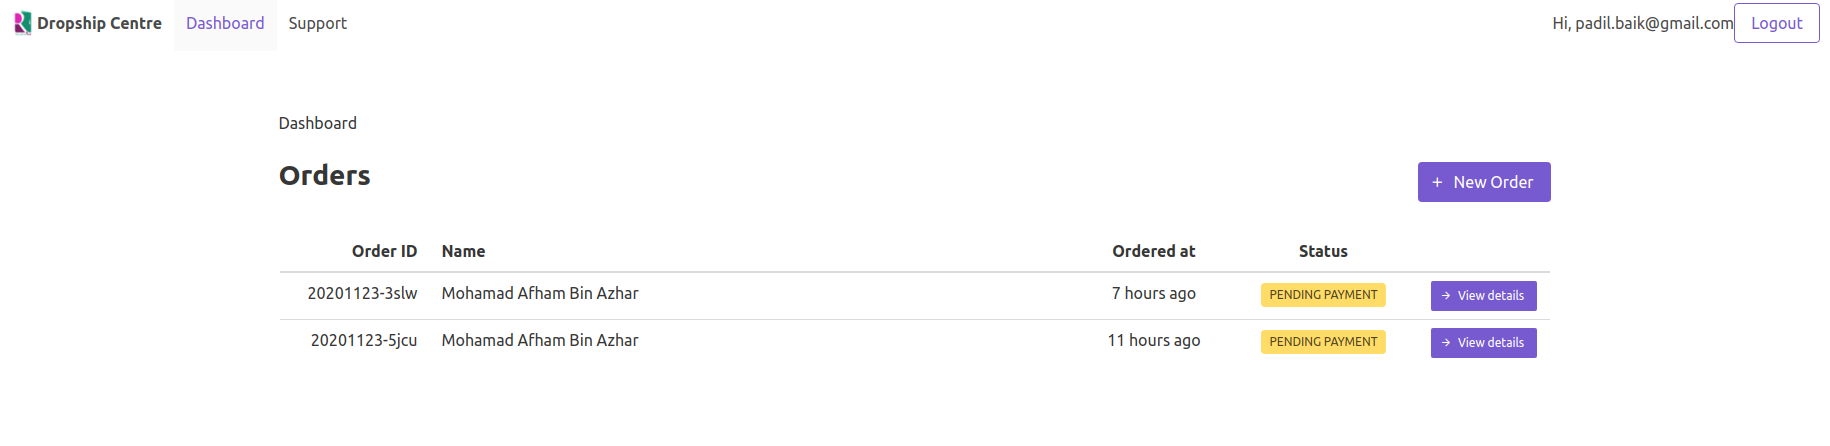 Dropship Centre Dashboard Support Hi, padil.baik@gmail.com Logout
Dashboard
Orders + New Order
Order ID Name Ordered at Status
20201123-3slw Mohamad Afham Bin Azhar 7 hours ago PENDING PAYMENT → View details
20201123-5jcu Mohamad Afham Bin Azhar 11 hours ago PENDING PAYMENT → View details